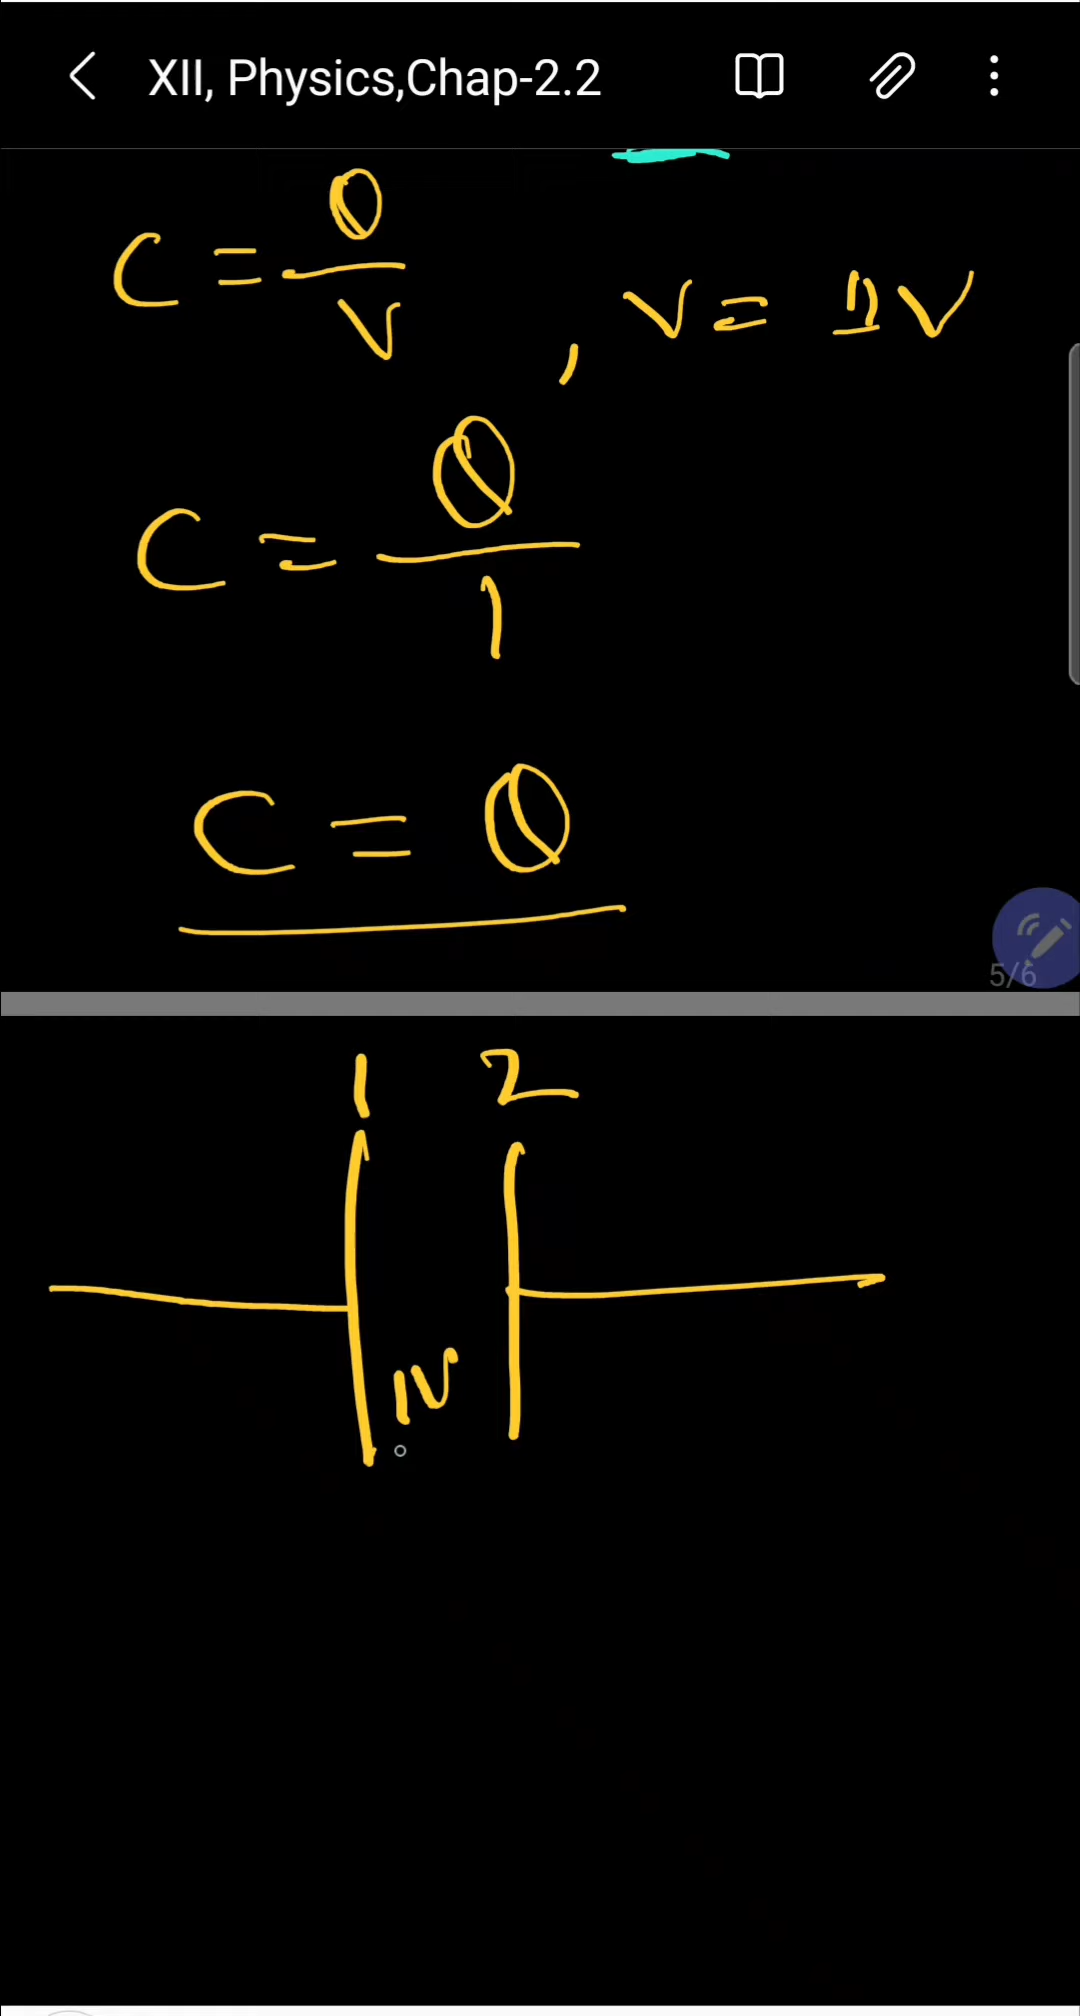 XII, Physics,Chap-2.2
C = Q/V , V = 1V
C = Q/1
C = Q
5/6
1 2
1V